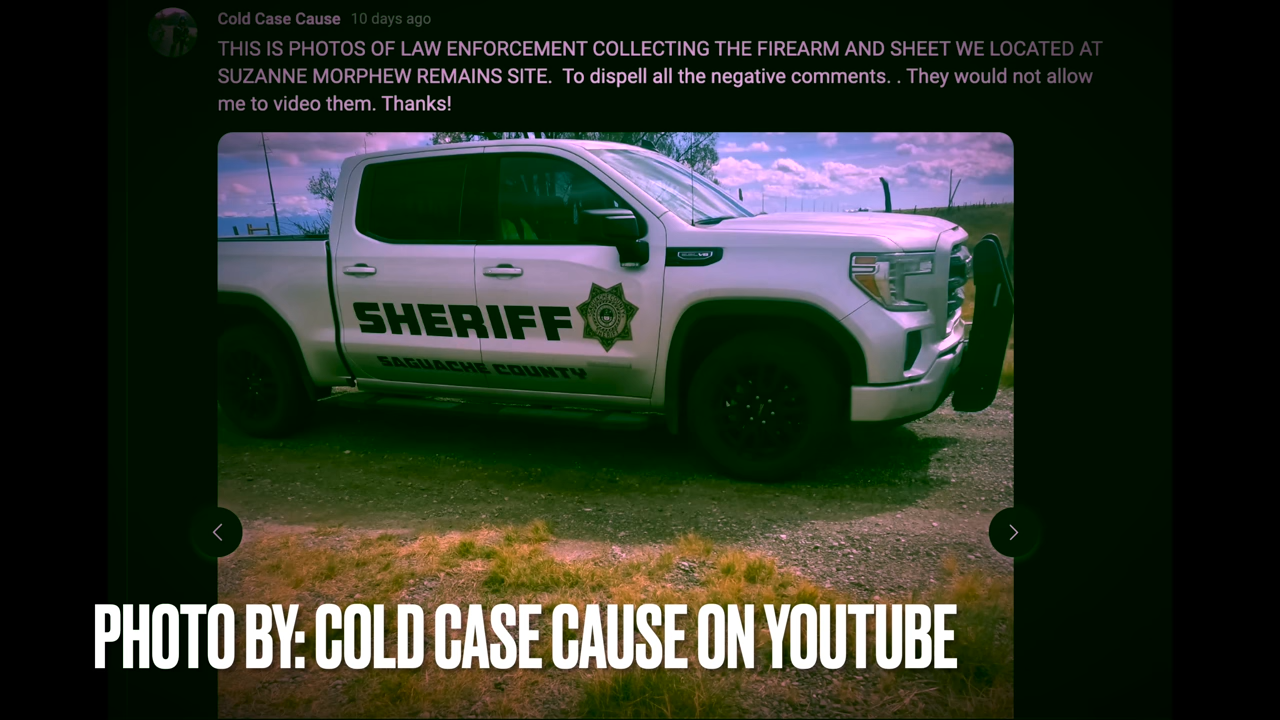 Cold Case Cause 10 days ago
THIS IS PHOTOS OF LAW ENFORCEMENT COLLECTING THE FIREARM AND SHEET WE LOCATED AT
SUZANNE MORPHEW REMAINS SITE.  To dispell all the negative comments. . They would not allow
me to video them. Thanks!
SHERIFF
SAGUACHE COUNTY
PHOTO BY: COLD CASE CAUSE ON YOUTUBE